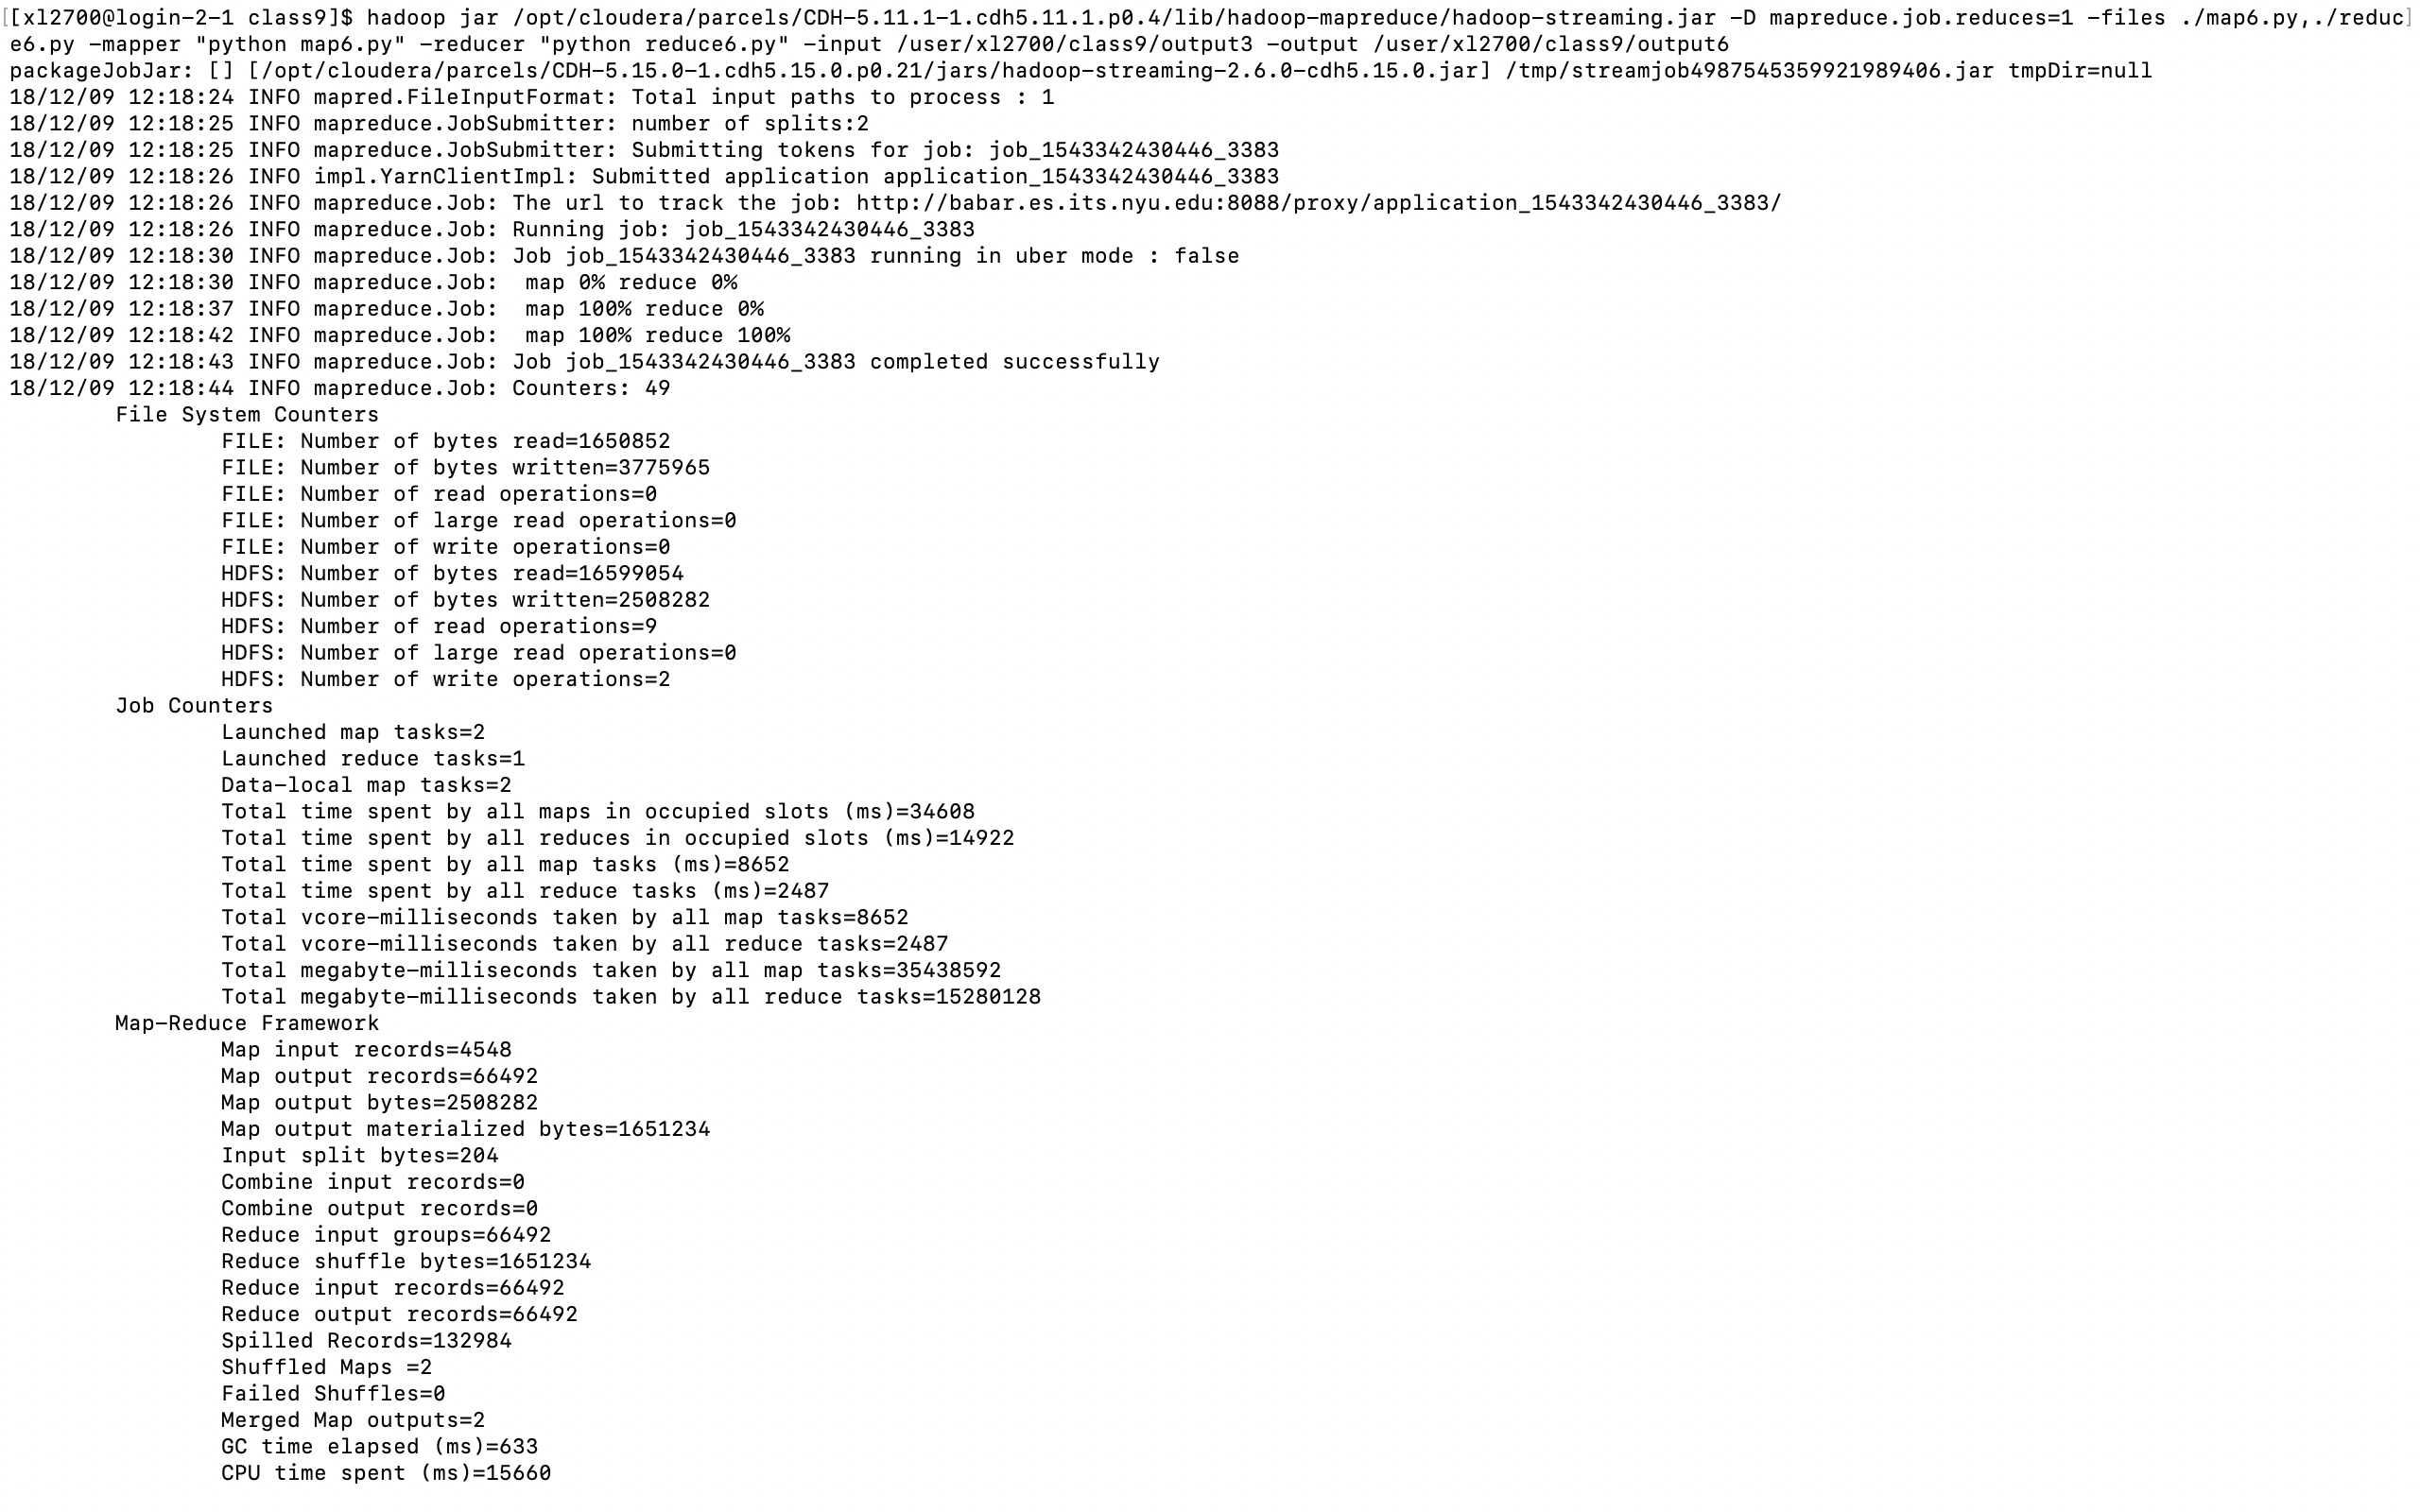 [[xl2700@login-2-1 class9]$ hadoop jar /opt/cloudera/parcels/CDH-5.11.1-1.cdh5.11.1.p0.4/lib/hadoop-mapreduce/hadoop-streaming.jar -D mapreduce.job.reduces=1 -files ./map6.py,./reduc]
e6.py -mapper "python map6.py" -reducer "python reduce6.py" -input /user/xl2700/class9/output3 -output /user/xl2700/class9/output6
packageJobJar: [] [/opt/cloudera/parcels/CDH-5.15.0-1.cdh5.15.0.p0.21/jars/hadoop-streaming-2.6.0-cdh5.15.0.jar] /tmp/streamjob4987545359921989406.jar tmpDir=null
18/12/09 12:18:24 INFO mapred.FileInputFormat: Total input paths to process : 1
18/12/09 12:18:25 INFO mapreduce.JobSubmitter: number of splits:2
18/12/09 12:18:25 INFO mapreduce.JobSubmitter: Submitting tokens for job: job_1543342430446_3383
18/12/09 12:18:26 INFO impl.YarnClientImpl: Submitted application application_1543342430446_3383
18/12/09 12:18:26 INFO mapreduce.Job: The url to track the job: http://babar.es.its.nyu.edu:8088/proxy/application_1543342430446_3383/
18/12/09 12:18:26 INFO mapreduce.Job: Running job: job_1543342430446_3383
18/12/09 12:18:30 INFO mapreduce.Job: Job job_1543342430446_3383 running in uber mode : false
18/12/09 12:18:30 INFO mapreduce.Job:  map 0% reduce 0%
18/12/09 12:18:37 INFO mapreduce.Job:  map 100% reduce 0%
18/12/09 12:18:42 INFO mapreduce.Job:  map 100% reduce 100%
18/12/09 12:18:43 INFO mapreduce.Job: Job job_1543342430446_3383 completed successfully
18/12/09 12:18:44 INFO mapreduce.Job: Counters: 49
File System Counters
FILE: Number of bytes read=1650852
FILE: Number of bytes written=3775965
FILE: Number of read operations=0
FILE: Number of large read operations=0
FILE: Number of write operations=0
HDFS: Number of bytes read=16599054
HDFS: Number of bytes written=2508282
HDFS: Number of read operations=9
HDFS: Number of large read operations=0
HDFS: Number of write operations=2
Job Counters
Launched map tasks=2
Launched reduce tasks=1
Data-local map tasks=2
Total time spent by all maps in occupied slots (ms)=34608
Total time spent by all reduces in occupied slots (ms)=14922
Total time spent by all map tasks (ms)=8652
Total time spent by all reduce tasks (ms)=2487
Total vcore-milliseconds taken by all map tasks=8652
Total vcore-milliseconds taken by all reduce tasks=2487
Total megabyte-milliseconds taken by all map tasks=35438592
Total megabyte-milliseconds taken by all reduce tasks=15280128
Map-Reduce Framework
Map input records=4548
Map output records=66492
Map output bytes=2508282
Map output materialized bytes=1651234
Input split bytes=204
Combine input records=0
Combine output records=0
Reduce input groups=66492
Reduce shuffle bytes=1651234
Reduce input records=66492
Reduce output records=66492
Spilled Records=132984
Shuffled Maps =2
Failed Shuffles=0
Merged Map outputs=2
GC time elapsed (ms)=633
CPU time spent (ms)=15660